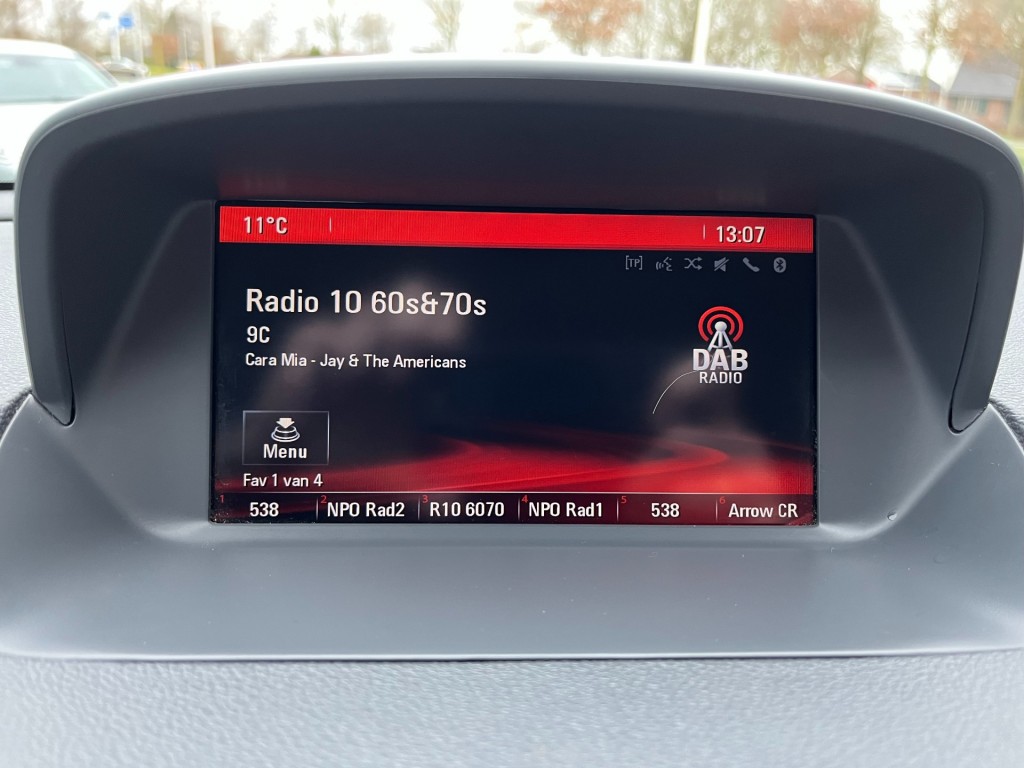 11°C 13:07
[TP]
Radio 10 60s&70s
9C
Cara Mia - Jay & The Americans
DAB
RADIO
Menu
Fav 1 van 4
1 538 2 NPO Rad2 3 R10 6070 4 NPO Rad1 5 538 6 Arrow CR